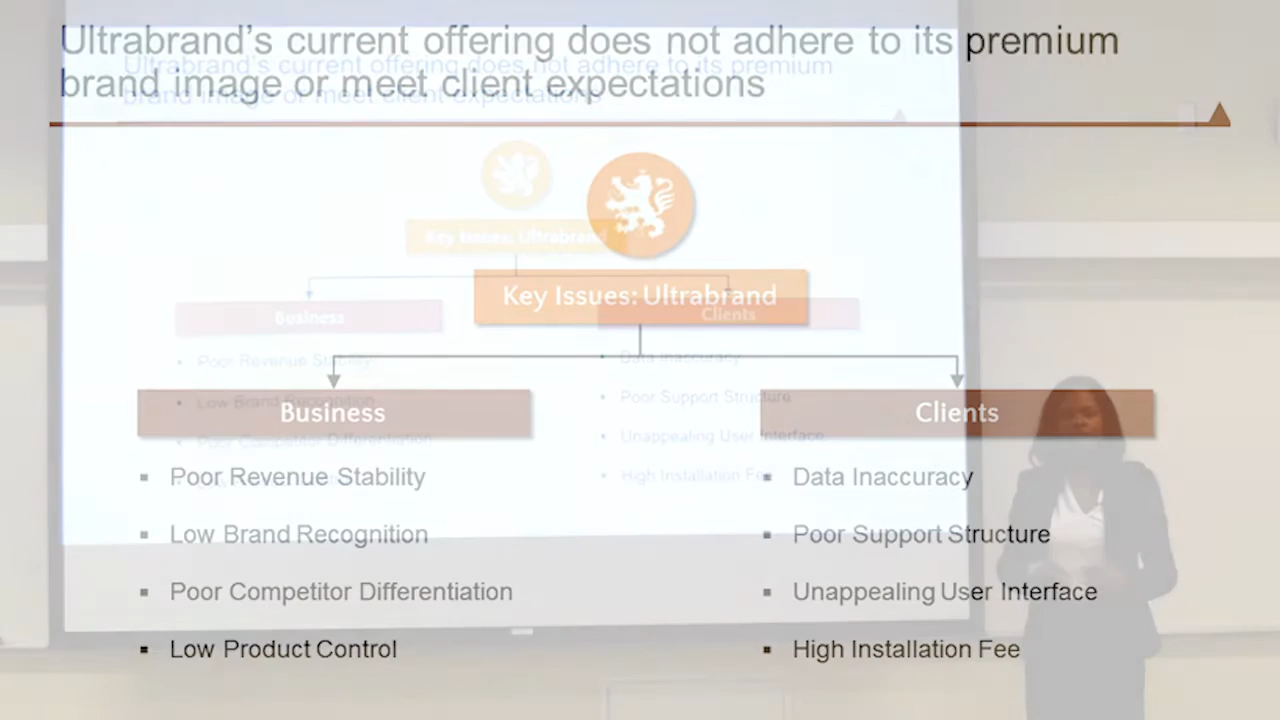 Ultrabrand's current offering does not adhere to its premium
brand image or meet client expectations
Key Issues: Ultrabrand
Business
▪ Poor Revenue Stability
▪ Low Brand Recognition
▪ Poor Competitor Differentiation
▪ Low Product Control
Clients
▪ Data Inaccuracy
▪ Poor Support Structure
▪ Unappealing User Interface
▪ High Installation Fee